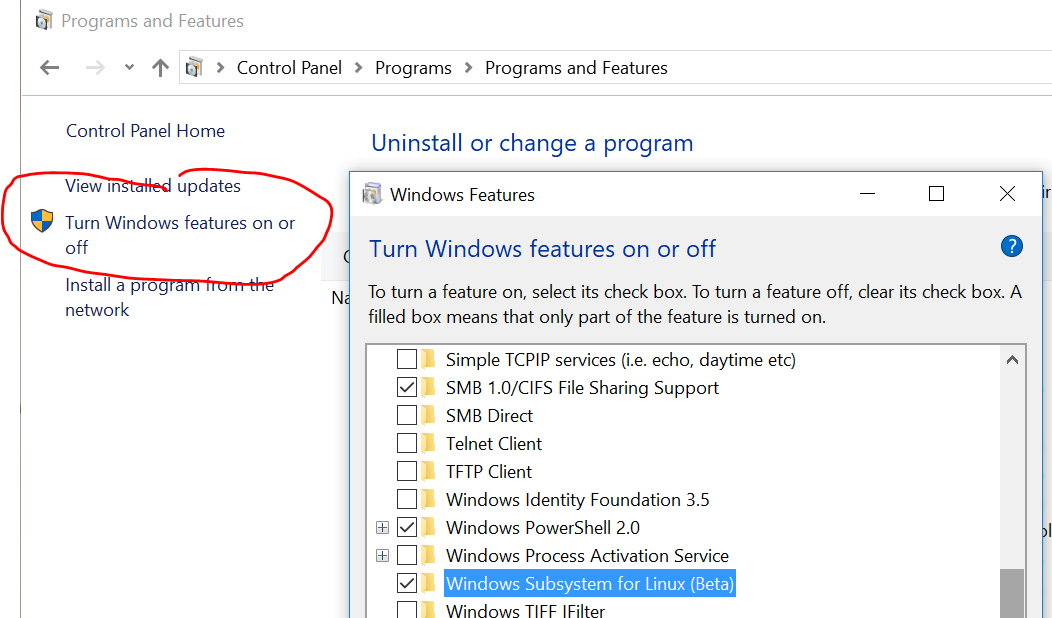 Programs and Features
Control Panel > Programs > Programs and Features
Control Panel Home
View installed updates
Turn Windows features on or
off
Install a program from the
network
Uninstall or change a program
Windows Features
Turn Windows features on or off
?
To turn a feature on, select its check box. To turn a feature off, clear its check box. A
filled box means that only part of the feature is turned on.
Simple TCPIP services (i.e. echo, daytime etc)
SMB 1.0/CIFS File Sharing Support
SMB Direct
Telnet Client
TFTP Client
Windows Identity Foundation 3.5
Windows PowerShell 2.0
Windows Process Activation Service
Windows Subsystem for Linux (Beta)
Windows TIFF IFilter